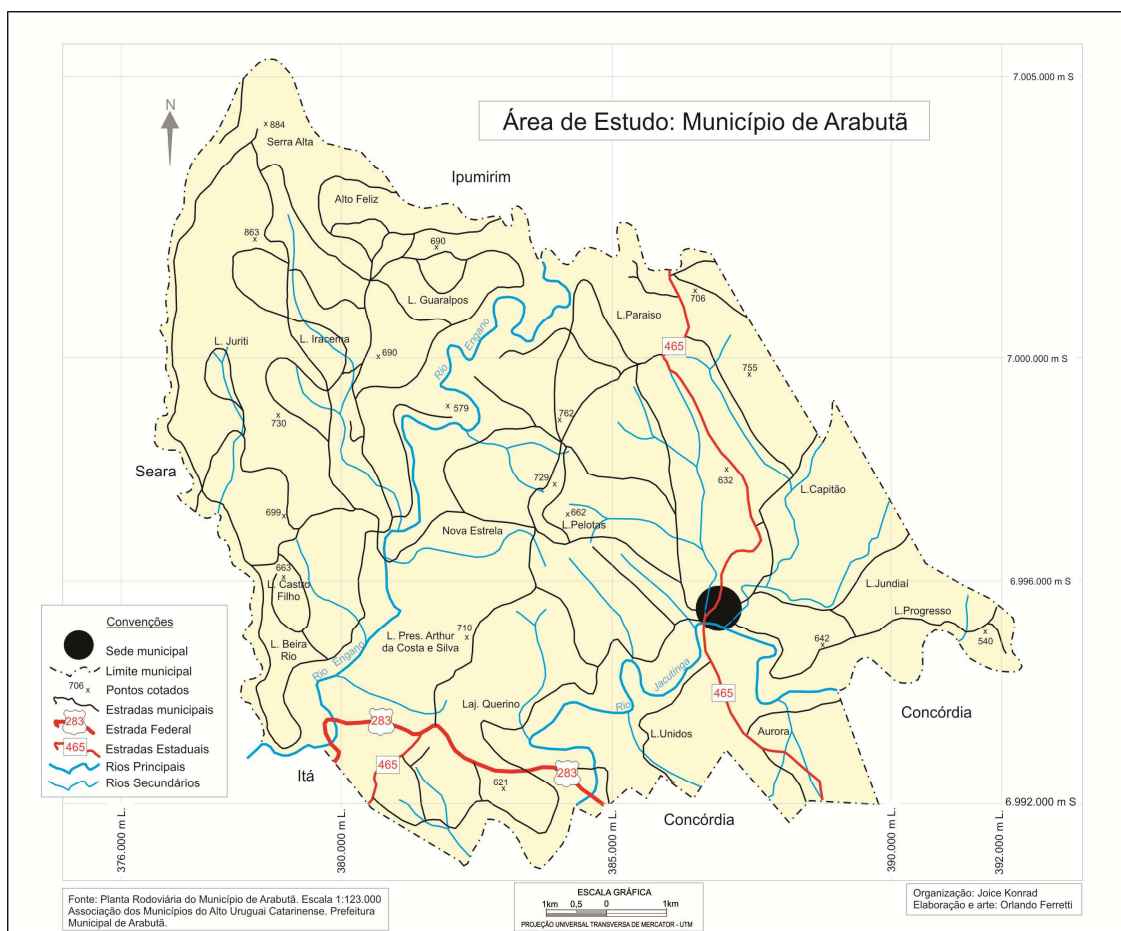 7.005.000 m S
N
Área de Estudo: Município de Arabutã
884
Serra Alta
Ipumirim
Alto Feliz
863
690
706
L. Guaralpos
L.Paraiso
Rio Engano
L. Juriti
L. Iracema
690
465
7.000.000 m S
755
579
762
730
Seara
729
632
L.Capitão
699
662
L.Pelotas
Nova Estrela
663
L. Castro
Filho
6.996.000 m S
L.Jundiaí
L.Progresso
540
642
710
L. Pres. Arthur
da Costa e Silva
L. Beira
Rio
Rio Engano
Rio Jacutinga
465
Laj. Querino
Concórdia
283
L.Unidos
Aurora
465
Itá
621
283
Concórdia
6.992.000 m S
Convenções
Sede municipal
Limite municipal
706 x Pontos cotados
Estradas municipais
283 Estrada Federal
465 Estradas Estaduais
Rios Principais
Rios Secundários
376.000 m L.
380.000 m L.
385.000 m L.
390.000 m L.
392.000 m L.
Fonte: Planta Rodoviária do Município de Arabutã. Escala 1:123.000
Associação dos Municípios do Alto Uruguai Catarinense. Prefeitura
Municipal de Arabutã.
ESCALA GRÁFICA
1km 0,5 0 1km
PROJEÇÃO UNIVERSAL TRANSVERSA DE MERCATOR - UTM
Organização: Joice Konrad
Elaboração e arte: Orlando Ferretti